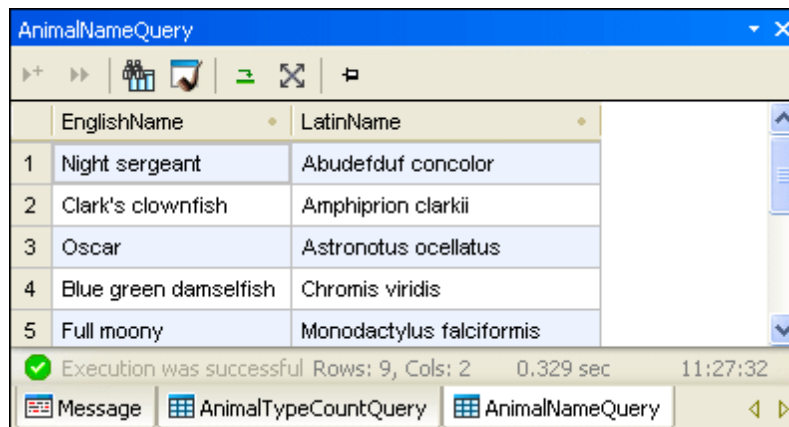 AnimalNameQuery
EnglishName LatinName
1 Night sergeant Abudefduf concolor
2 Clark's clownfish Amphiprion clarkii
3 Oscar Astronotus ocellatus
4 Blue green damselfish Chromis viridis
5 Full moony Monodactylus falciformis
Execution was successful Rows: 9, Cols: 2 0.329 sec 11:27:32
Message AnimalTypeCountQuery AnimalNameQuery